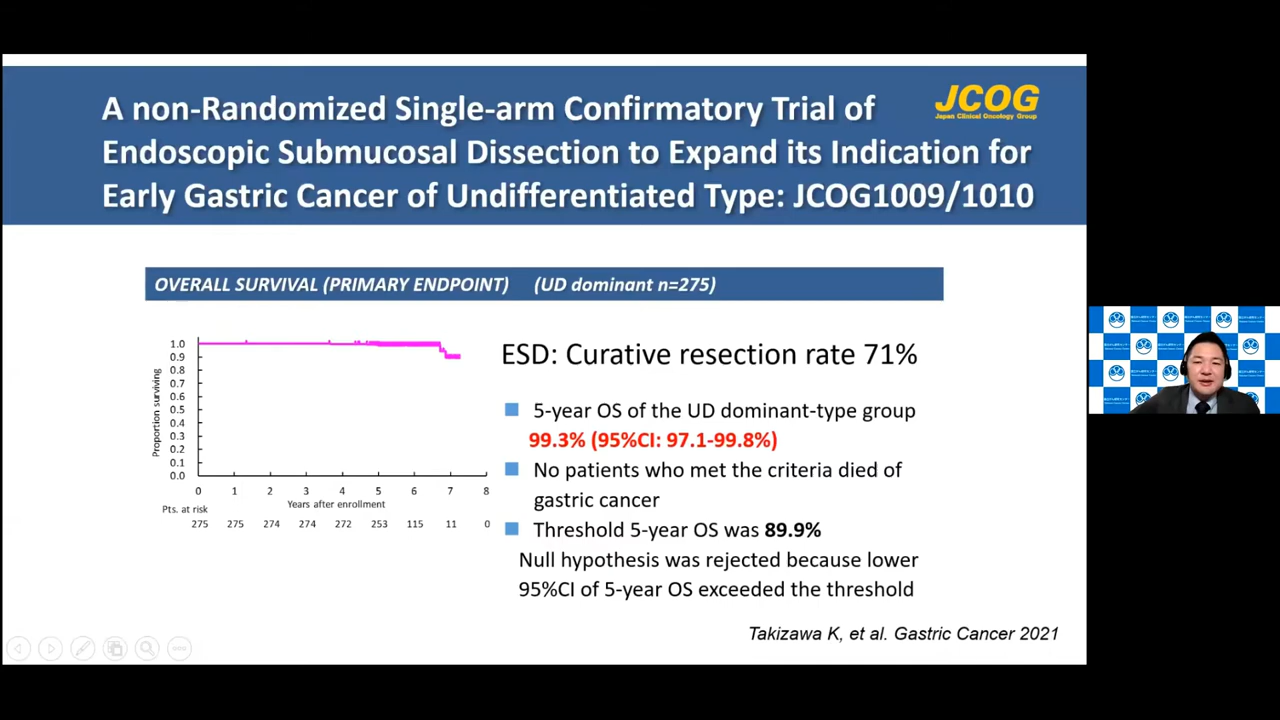 A non-Randomized Single-arm Confirmatory Trial of
Endoscopic Submucosal Dissection to Expand its Indication for
Early Gastric Cancer of Undifferentiated Type: JCOG1009/1010
JCOG
Japan Clinical Oncology Group
OVERALL SURVIVAL (PRIMARY ENDPOINT) (UD dominant n=275)
Proportion surviving
1.0
0.9
0.8
0.7
0.6
0.5
0.4
0.3
0.2
0.1
0.0
0 1 2 3 4 5 6 7 8
Years after enrollment
Pts. at risk
275 275 274 274 272 253 115 11 0
ESD: Curative resection rate 71%
5-year OS of the UD dominant-type group
99.3% (95%CI: 97.1-99.8%)
No patients who met the criteria died of
gastric cancer
Threshold 5-year OS was 89.9%
Null hypothesis was rejected because lower
95%CI of 5-year OS exceeded the threshold
Takizawa K, et al. Gastric Cancer 2021